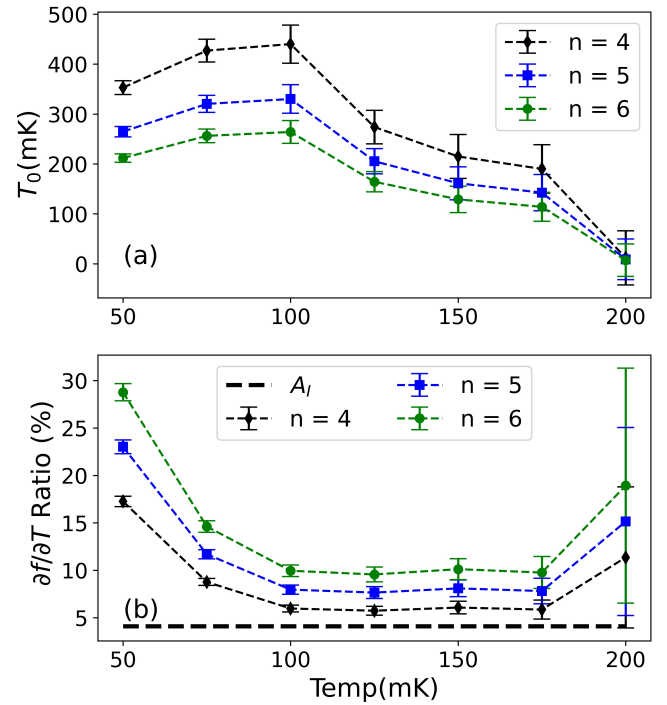 500
400
300
200
100
0
T₀(mK)
n = 4
n = 5
n = 6
(a)
50 100 150 200
30
25
20
15
10
5
∂f/∂T Ratio (%)
A_I n = 5
n = 4 n = 6
(b)
50 100 150 200
Temp(mK)